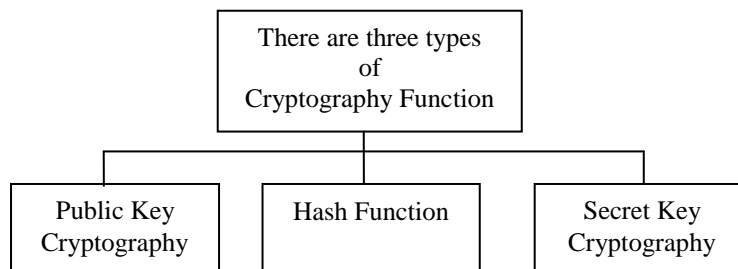 There are three types
of
Cryptography Function
Public Key
Cryptography
Hash Function
Secret Key
Cryptography